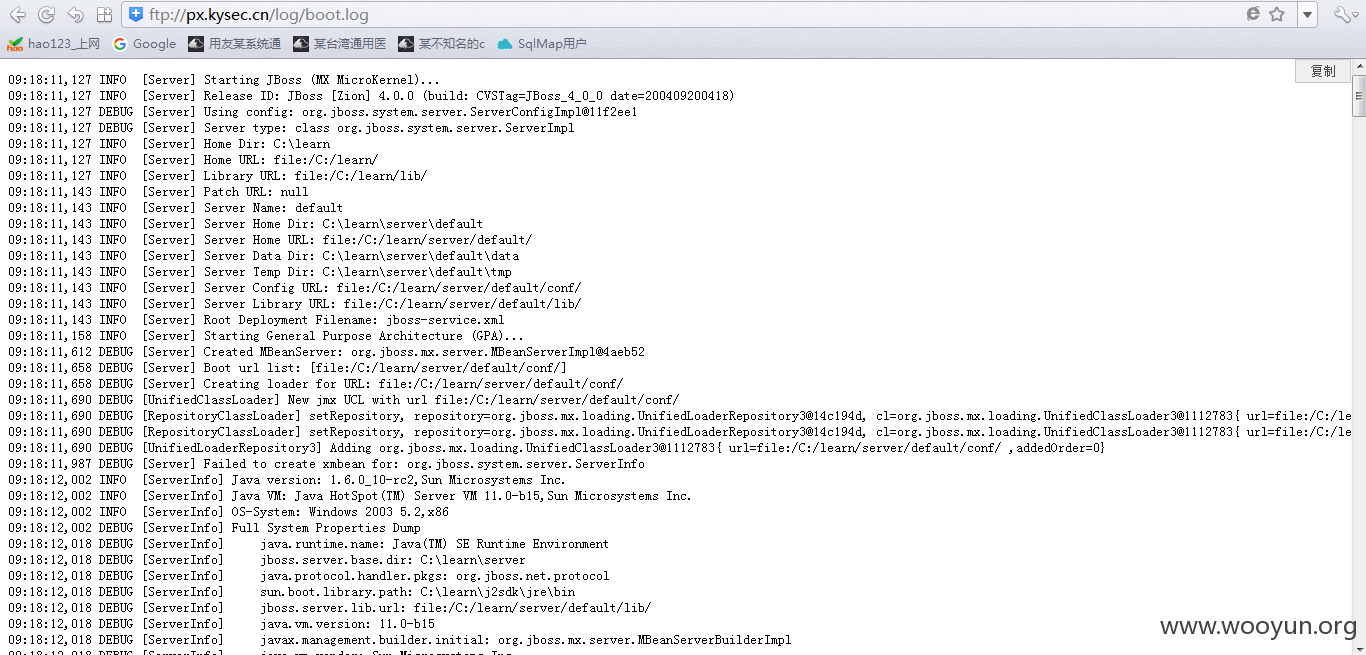 ftp://px.kysec.cn/log/boot.log
hao123_上网 Google 用友某系统通 某台湾通用医 某不知名的c SqlMap用户
复制
09:18:11,127 INFO [Server] Starting JBoss (MX MicroKernel)...
09:18:11,127 INFO [Server] Release ID: JBoss [Zion] 4.0.0 (build: CVSTag=JBoss_4_0_0 date=200409200418)
09:18:11,127 DEBUG [Server] Using config: org.jboss.system.server.ServerConfigImpl@11f2ee1
09:18:11,127 DEBUG [Server] Server type: class org.jboss.system.server.ServerImpl
09:18:11,127 INFO [Server] Home Dir: C:\learn
09:18:11,127 INFO [Server] Home URL: file:/C:/learn/
09:18:11,127 INFO [Server] Library URL: file:/C:/learn/lib/
09:18:11,143 INFO [Server] Patch URL: null
09:18:11,143 INFO [Server] Server Name: default
09:18:11,143 INFO [Server] Server Home Dir: C:\learn\server\default
09:18:11,143 INFO [Server] Server Home URL: file:/C:/learn/server/default/
09:18:11,143 INFO [Server] Server Data Dir: C:\learn\server\default\data
09:18:11,143 INFO [Server] Server Temp Dir: C:\learn\server\default\tmp
09:18:11,143 INFO [Server] Server Config URL: file:/C:/learn/server/default/conf/
09:18:11,143 INFO [Server] Server Library URL: file:/C:/learn/server/default/lib/
09:18:11,143 INFO [Server] Root Deployment Filename: jboss-service.xml
09:18:11,158 INFO [Server] Starting General Purpose Architecture (GPA)...
09:18:11,612 DEBUG [Server] Created MBeanServer: org.jboss.mx.server.MBeanServerImpl@4aeb52
09:18:11,658 DEBUG [Server] Boot url list: [file:/C:/learn/server/default/conf/]
09:18:11,658 DEBUG [Server] Creating loader for URL: file:/C:/learn/server/default/conf/
09:18:11,690 DEBUG [UnifiedClassLoader] New jmx UCL with url file:/C:/learn/server/default/conf/
09:18:11,690 DEBUG [RepositoryClassLoader] setRepository, repository=org.jboss.mx.loading.UnifiedLoaderRepository3@14c194d, cl=org.jboss.mx.loading.UnifiedClassLoader3@1112783{ url=file:/C:/le
09:18:11,690 DEBUG [RepositoryClassLoader] setRepository, repository=org.jboss.mx.loading.UnifiedLoaderRepository3@14c194d, cl=org.jboss.mx.loading.UnifiedClassLoader3@1112783{ url=file:/C:/le
09:18:11,690 DEBUG [UnifiedLoaderRepository3] Adding org.jboss.mx.loading.UnifiedClassLoader3@1112783{ url=file:/C:/learn/server/default/conf/ ,addedOrder=0}
09:18:11,987 DEBUG [Server] Failed to create xmbean for: org.jboss.system.server.ServerInfo
09:18:12,002 INFO [ServerInfo] Java version: 1.6.0_10-rc2,Sun Microsystems Inc.
09:18:12,002 INFO [ServerInfo] Java VM: Java HotSpot(TM) Server VM 11.0-b15,Sun Microsystems Inc.
09:18:12,002 INFO [ServerInfo] OS-System: Windows 2003 5.2,x86
09:18:12,002 DEBUG [ServerInfo] Full System Properties Dump
09:18:12,018 DEBUG [ServerInfo] java.runtime.name: Java(TM) SE Runtime Environment
09:18:12,018 DEBUG [ServerInfo] jboss.server.base.dir: C:\learn\server
09:18:12,018 DEBUG [ServerInfo] java.protocol.handler.pkgs: org.jboss.net.protocol
09:18:12,018 DEBUG [ServerInfo] sun.boot.library.path: C:\learn\j2sdk\jre\bin
09:18:12,018 DEBUG [ServerInfo] jboss.server.lib.url: file:/C:/learn/server/default/lib/
09:18:12,018 DEBUG [ServerInfo] java.vm.version: 11.0-b15
09:18:12,018 DEBUG [ServerInfo] javax.management.builder.initial: org.jboss.mx.server.MBeanServerBuilderImpl
www.wooyun.org